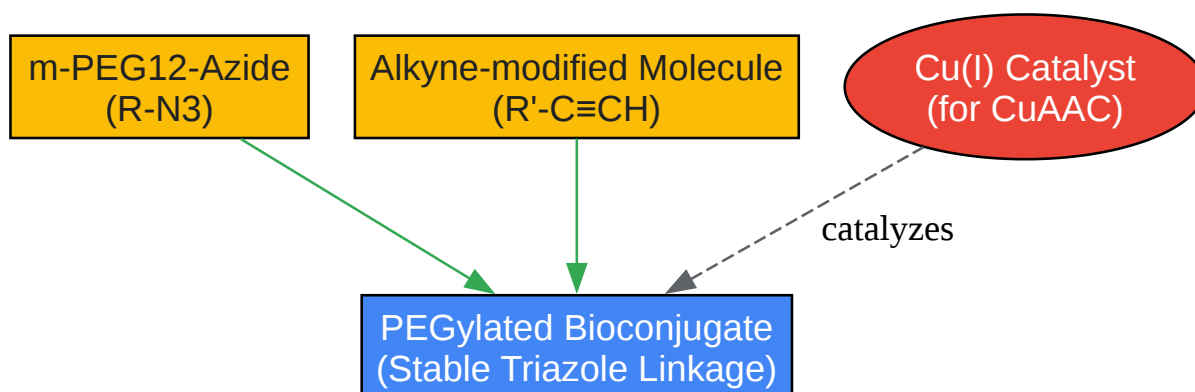 m-PEG12-Azide
(R-N3)
Alkyne-modified Molecule
(R'-C≡CH)
Cu(I) Catalyst
(for CuAAC)
catalyzes
PEGylated Bioconjugate
(Stable Triazole Linkage)